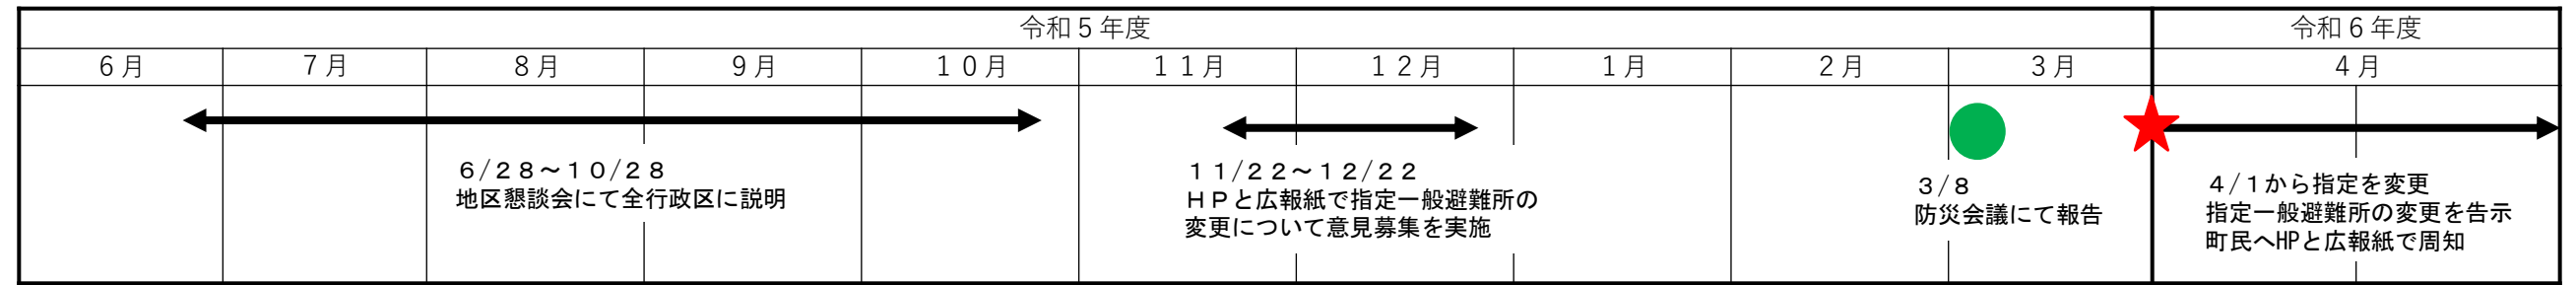 令和５年度
令和６年度
６月
７月
８月
９月
１０月
１１月
１２月
１月
２月
３月
４月
６/２８～１０/２８
地区懇談会にて全行政区に説明
１１/２２～１２/２２
ＨＰと広報紙で指定一般避難所の
変更について意見募集を実施
３/８
防災会議にて報告
４/１から指定を変更
指定一般避難所の変更を告示
町民へHPと広報紙で周知